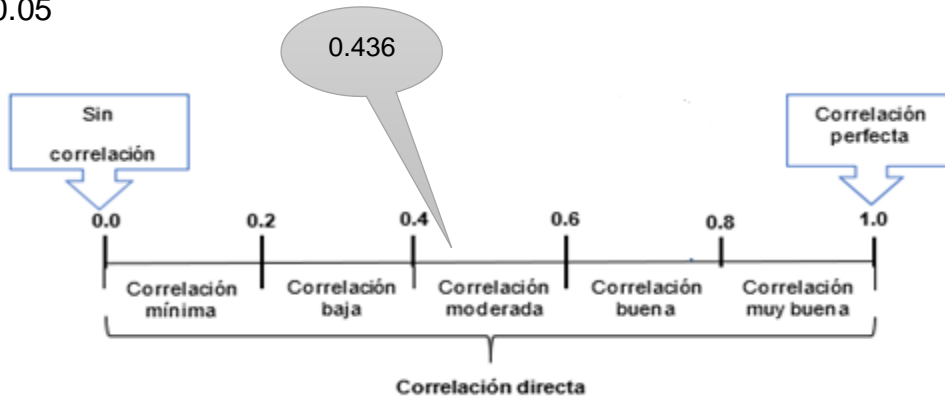 0.05
0.436
Sin
correlación
Correlación
perfecta
0.0 0.2 0.4 0.6 0.8 1.0
Correlación
mínima
Correlación
baja
Correlación
moderada
Correlación
buena
Correlación
muy buena
Correlación directa